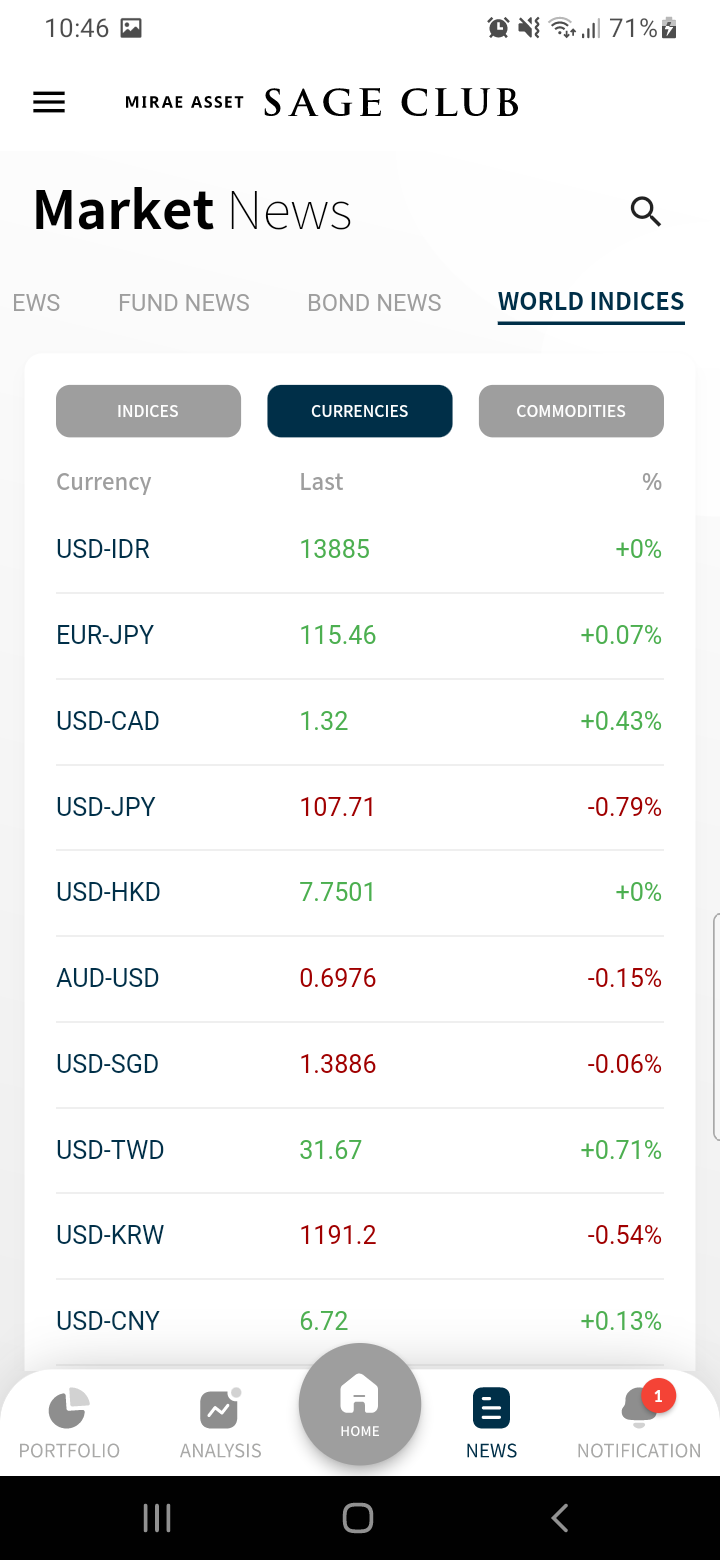 10:46 71%
MIRAE ASSET SAGE CLUB
Market News
EWS FUND NEWS BOND NEWS WORLD INDICES
INDICES CURRENCIES COMMODITIES
Currency Last %
USD-IDR 13885 +0%
EUR-JPY 115.46 +0.07%
USD-CAD 1.32 +0.43%
USD-JPY 107.71 -0.79%
USD-HKD 7.7501 +0%
AUD-USD 0.6976 -0.15%
USD-SGD 1.3886 -0.06%
USD-TWD 31.67 +0.71%
USD-KRW 1191.2 -0.54%
USD-CNY 6.72 +0.13%
1
HOME
PORTFOLIO ANALYSIS NEWS NOTIFICATION